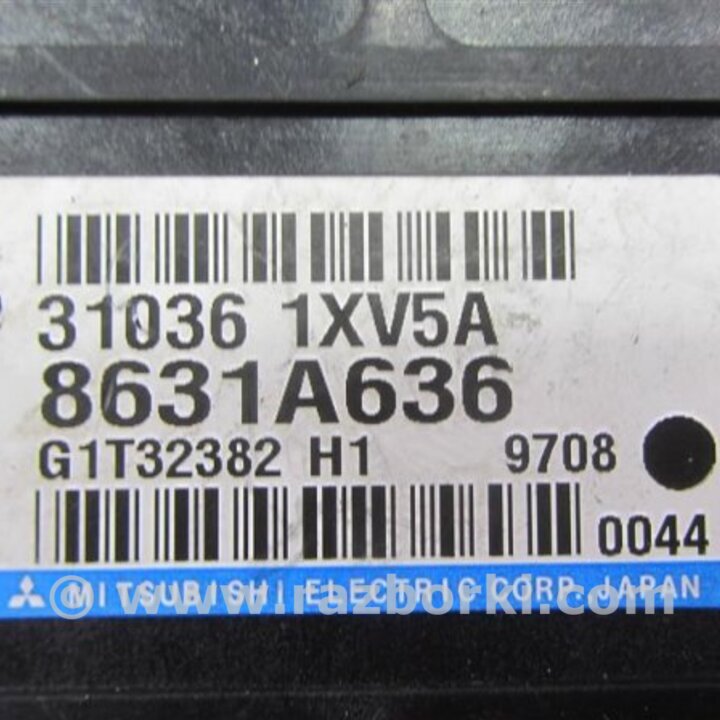 31036 1XV5A
8631A636
G1T32382 H1 9708
0044
MITSUBISHI ELECTRIC CORP. JAPAN
© www.razborki.com